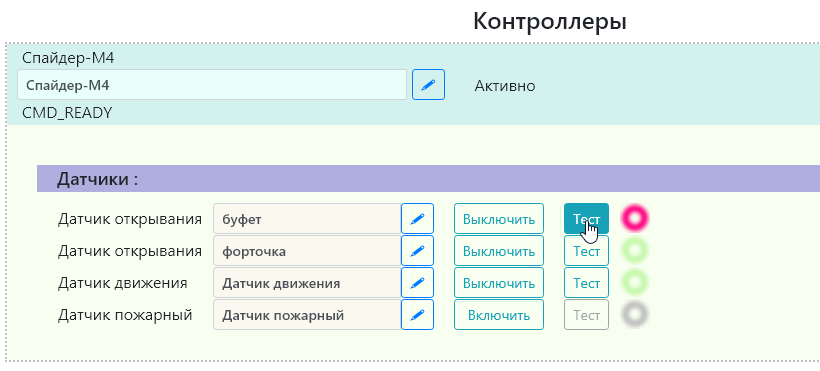 Контроллеры
Спайдер-М4
Спайдер-М4 Активно
CMD_READY
Датчики :
Датчик открывания буфет Выключить Тест
Датчик открывания форточка Выключить Тест
Датчик движения Датчик движения Выключить Тест
Датчик пожарный Датчик пожарный Включить Тест